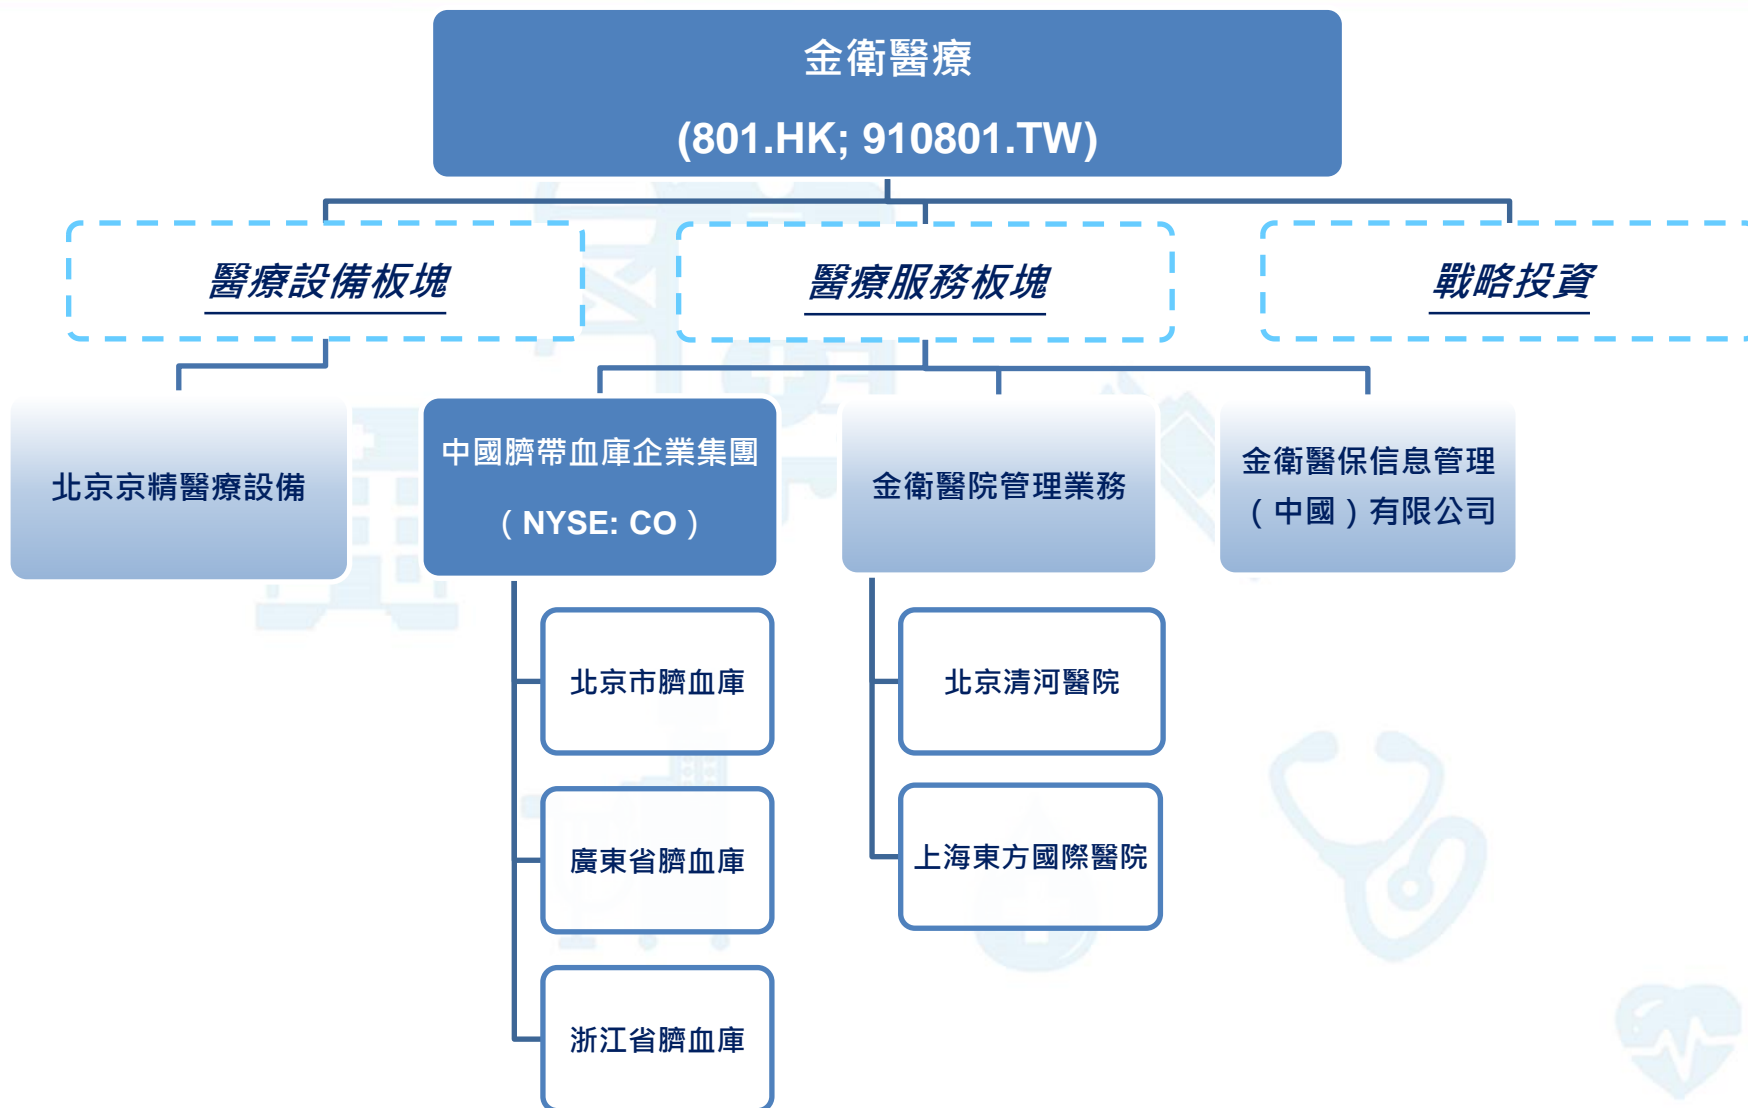 金衛醫療
(801.HK; 910801.TW)
醫療設備板塊
醫療服務板塊
戰略投資
北京京精醫療設備
中國臍帶血庫企業集團
（NYSE: CO）
金衛醫院管理業務
金衛醫保信息管理
（中國）有限公司
北京市臍血庫
北京清河醫院
廣東省臍血庫
上海東方國際醫院
浙江省臍血庫